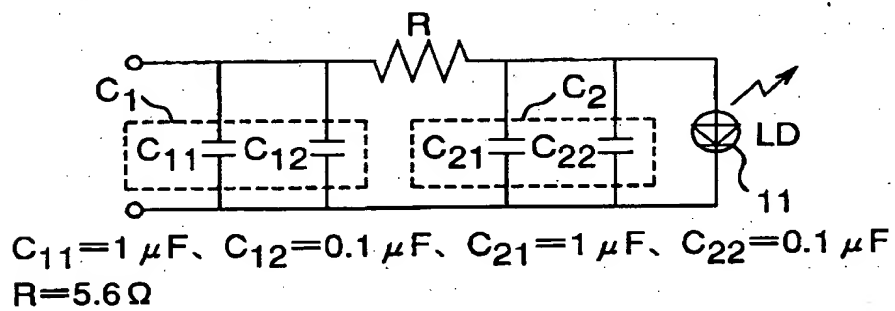 R
C₁
C₂
C₁₁
C₁₂
C₂₁
C₂₂
LD
11
C₁₁=1 μF、C₁₂=0.1 μF、C₂₁=1 μF、C₂₂=0.1 μF
R=5.6Ω